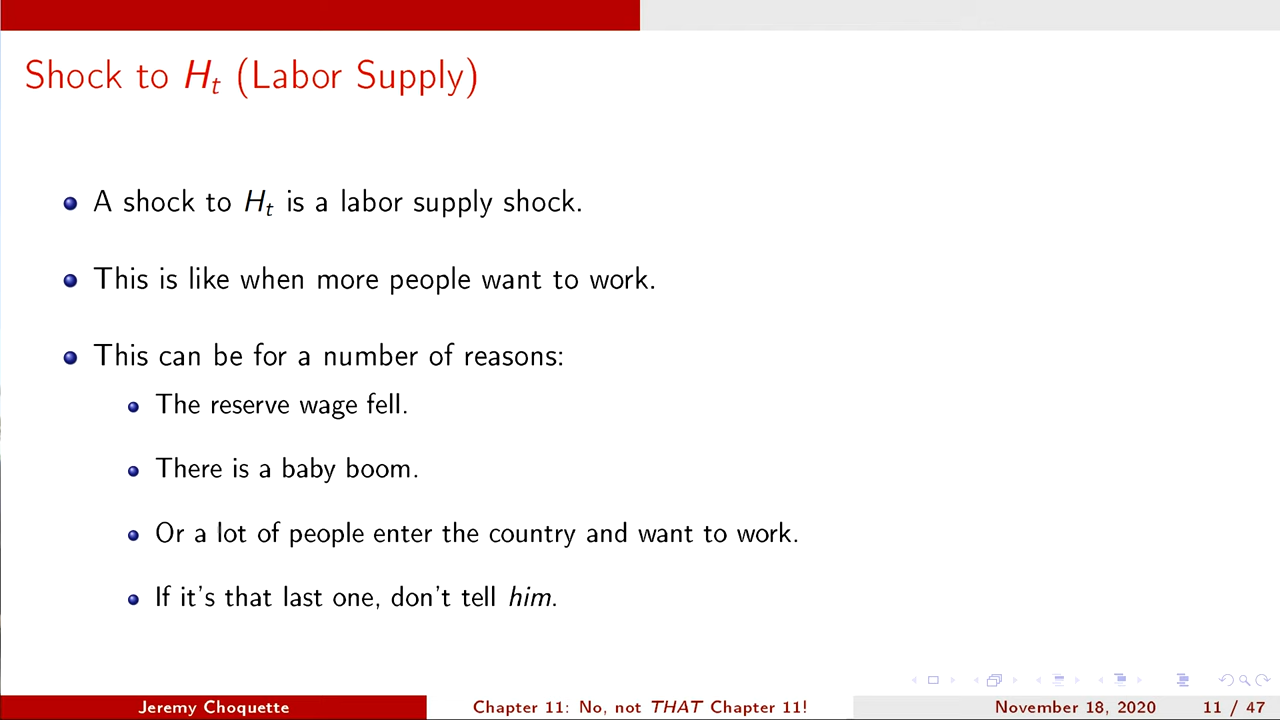 Shock to Hₜ (Labor Supply)
A shock to Hₜ is a labor supply shock.
This is like when more people want to work.
This can be for a number of reasons:
The reserve wage fell.
There is a baby boom.
Or a lot of people enter the country and want to work.
If it's that last one, don't tell him.
Jeremy Choquette
Chapter 11: No, not THAT Chapter 11!
November 18, 2020
11 / 47